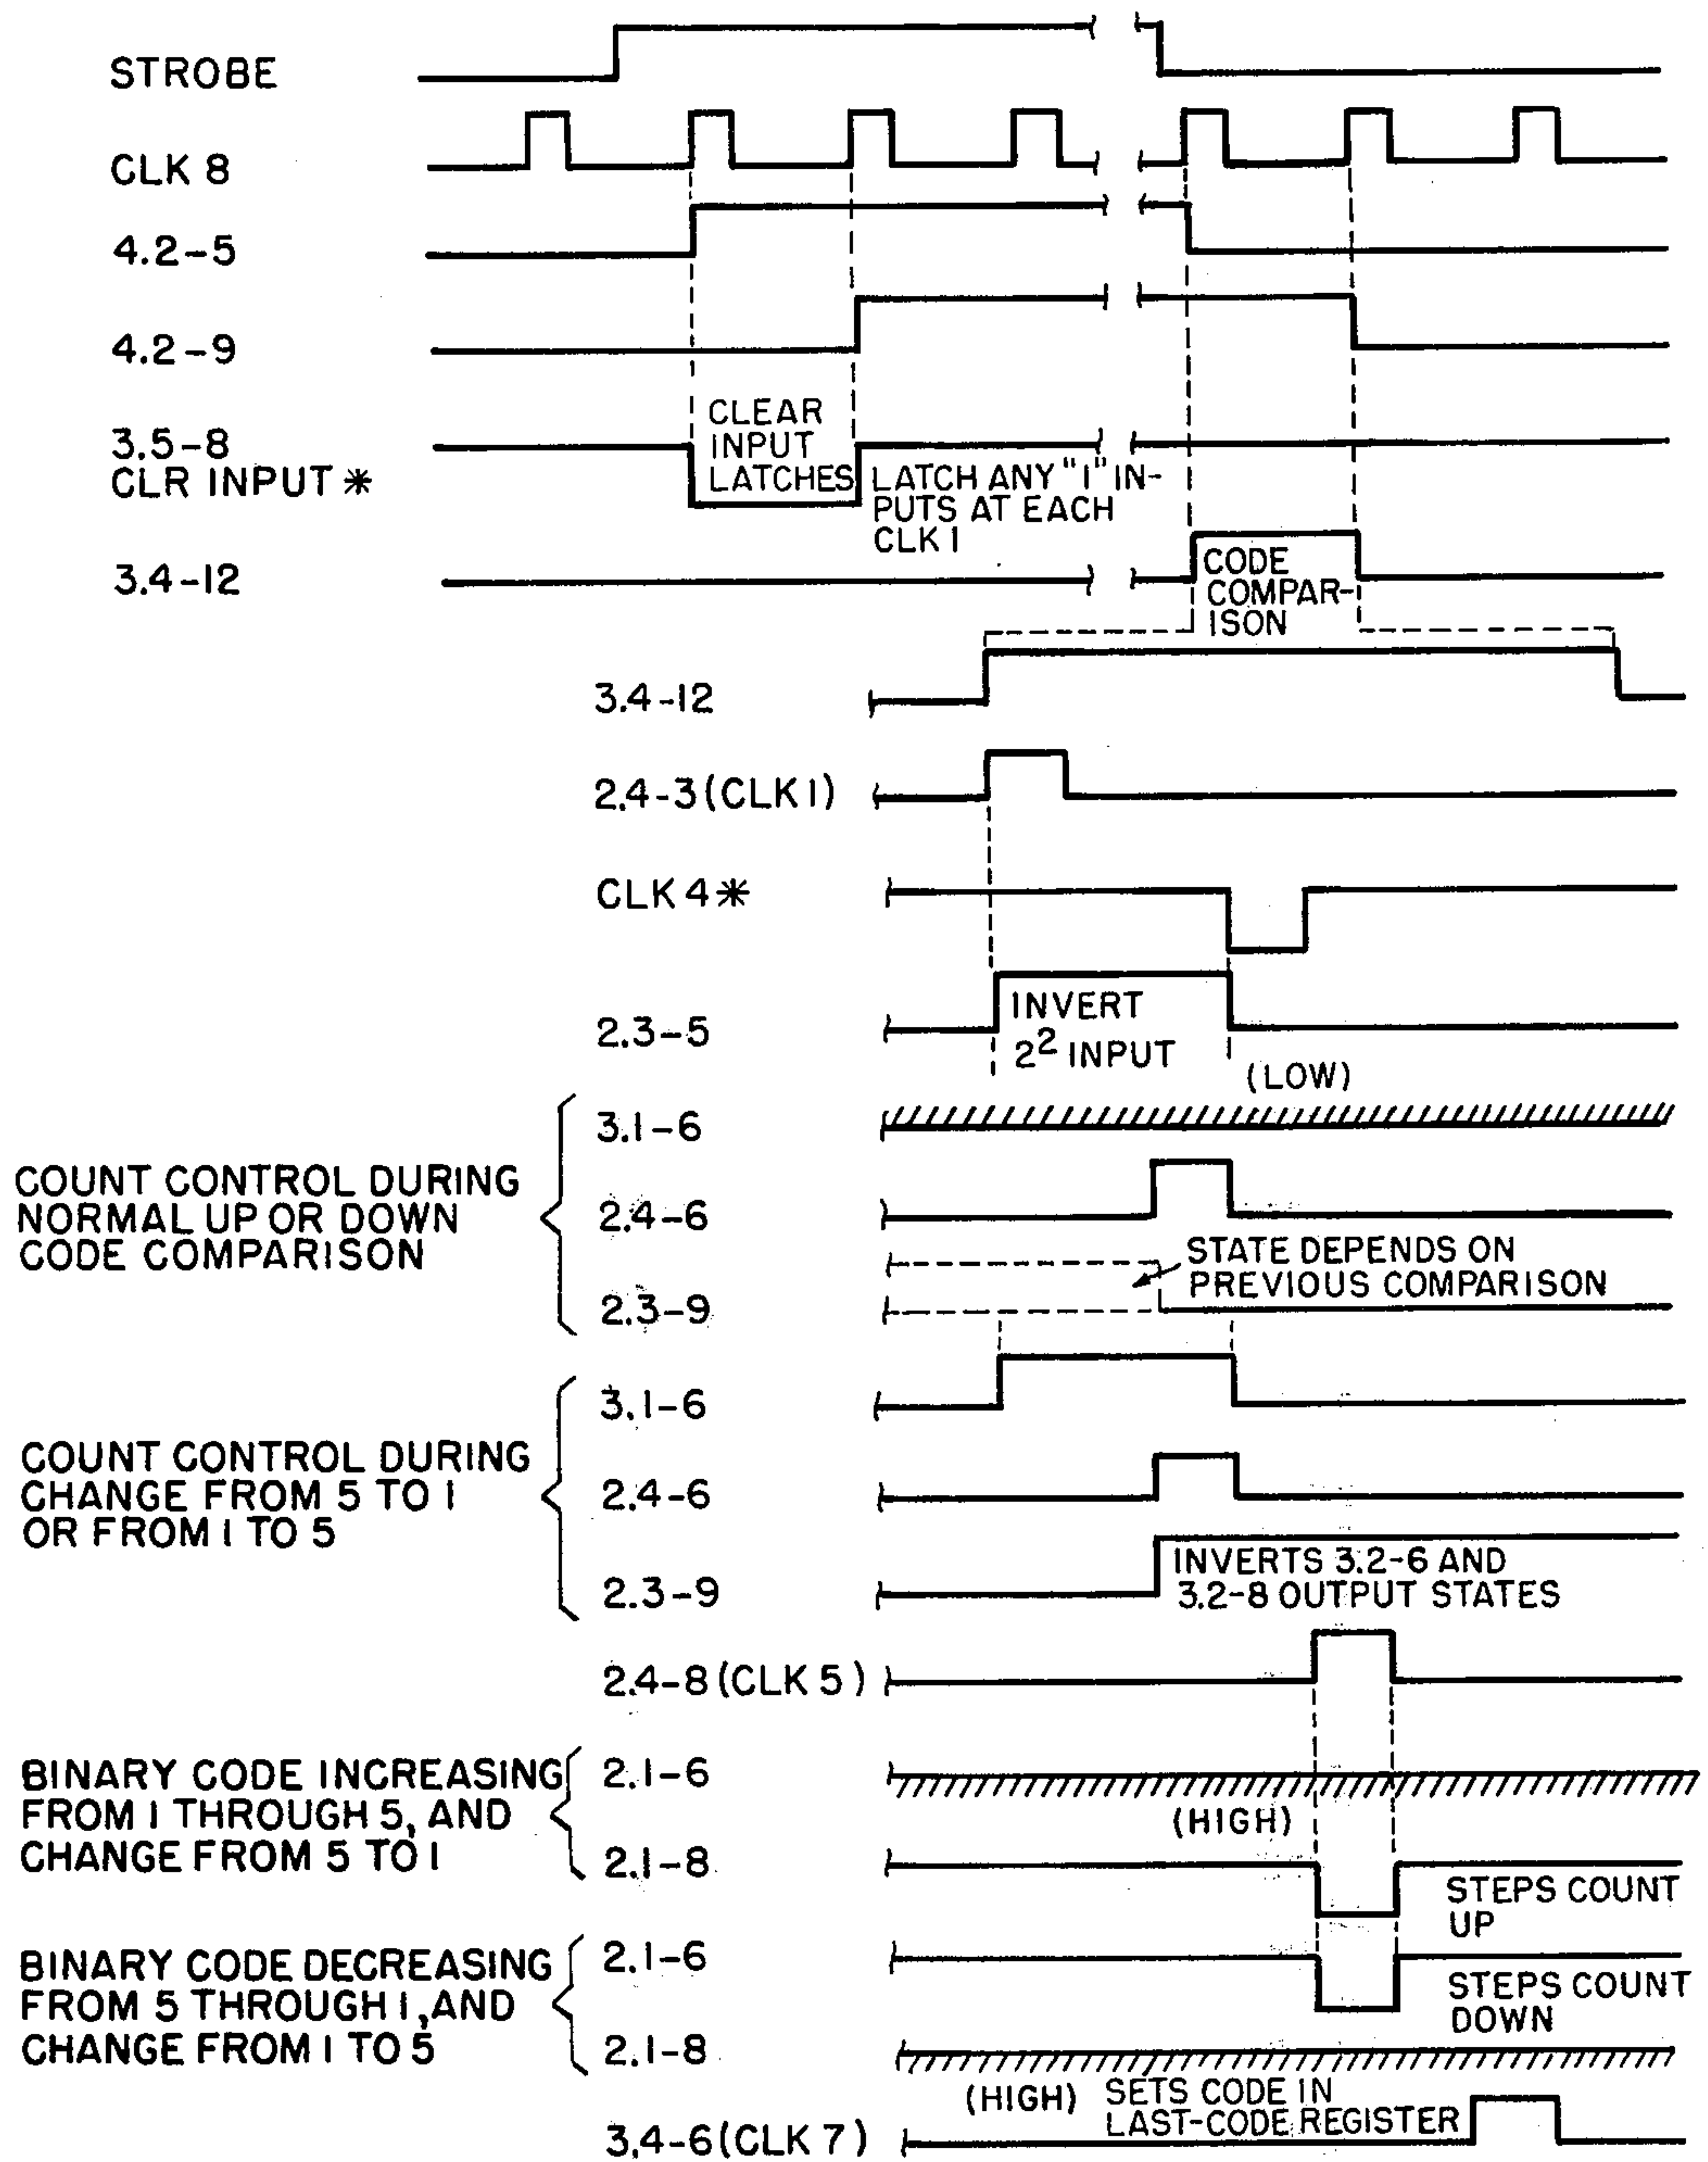 STROBE
CLK 8
4.2-5
4.2-9
3.5-8
CLR INPUT *
CLEAR
INPUT
LATCHES
LATCH ANY "1" IN-
PUTS AT EACH
CLK 1
3.4-12
CODE
COMPAR-
ISON
3.4-12
2.4-3 (CLK 1)
CLK 4 *
2.3-5
INVERT
2² INPUT
(LOW)
COUNT CONTROL DURING
NORMAL UP OR DOWN
CODE COMPARISON
3.1-6
2.4-6
2.3-9
STATE DEPENDS ON
PREVIOUS COMPARISON
COUNT CONTROL DURING
CHANGE FROM 5 TO 1
OR FROM 1 TO 5
3.1-6
2.4-6
2.3-9
INVERTS 3.2-6 AND
3.2-8 OUTPUT STATES
2.4-8 (CLK 5)
BINARY CODE INCREASING
FROM 1 THROUGH 5, AND
CHANGE FROM 5 TO 1
2.1-6
(HIGH)
2.1-8
STEPS COUNT
UP
BINARY CODE DECREASING
FROM 5 THROUGH 1, AND
CHANGE FROM 1 TO 5
2.1-6
STEPS COUNT
DOWN
2.1-8
(HIGH)
SETS CODE IN
LAST-CODE REGISTER
3.4-6 (CLK 7)